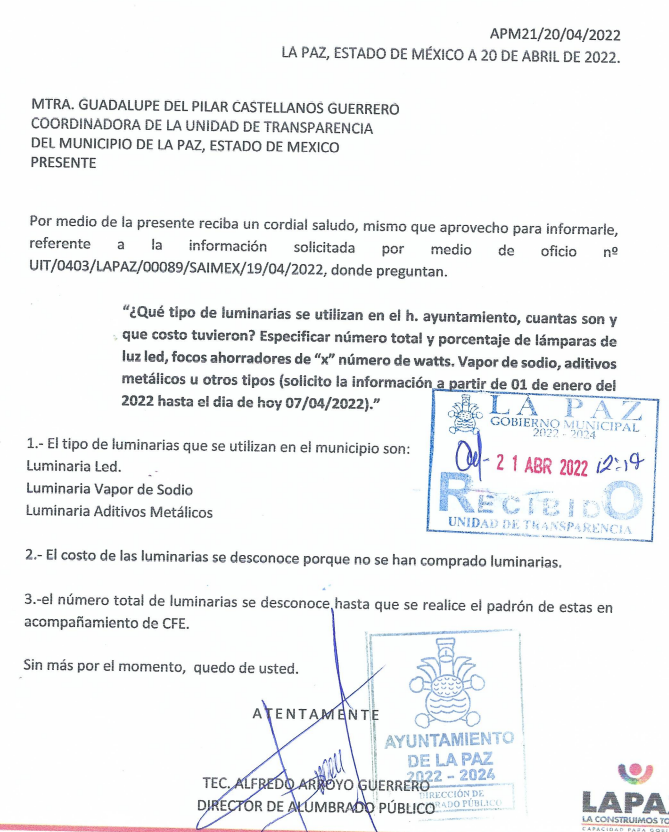 APM21/20/04/2022
LA PAZ, ESTADO DE MÉXICO A 20 DE ABRIL DE 2022.
MTRA. GUADALUPE DEL PILAR CASTELLANOS GUERRERO
COORDINADORA DE LA UNIDAD DE TRANSPARENCIA
DEL MUNICIPIO DE LA PAZ, ESTADO DE MEXICO
PRESENTE
Por medio de la presente reciba un cordial saludo, mismo que aprovecho para informarle,
referente a la información solicitada por medio de oficio nº
UIT/0403/LAPAZ/00089/SAIMEX/19/04/2022, donde preguntan.
"¿Qué tipo de luminarias se utilizan en el h. ayuntamiento, cuantas son y
que costo tuvieron? Especificar número total y porcentaje de lámparas de
luz led, focos ahorradores de "x" número de watts. Vapor de sodio, aditivos
metálicos u otros tipos (solicito la información a partir de 01 de enero del
2022 hasta el dia de hoy 07/04/2022)."
LA PAZ
GOBIERNO MUNICIPAL
2022 - 2024
21 ABR 2022 12:14
RECIBIDO
UNIDAD DE TRANSPARENCIA
1.- El tipo de luminarias que se utilizan en el municipio son:
Luminaria Led.
Luminaria Vapor de Sodio
Luminaria Aditivos Metálicos
2.- El costo de las luminarias se desconoce porque no se han comprado luminarias.
3.-el número total de luminarias se desconoce hasta que se realice el padrón de estas en
acompañamiento de CFE.
Sin más por el momento, quedo de usted.
ATENTAMENTE
AYUNTAMIENTO
DE LA PAZ
2022 - 2024
DIRECCIÓN DE
RADO PÚBLICO
TEC. ALFREDO ARROYO GUERRERO
DIRECTOR DE ALUMBRADO PÚBLICO
LAPA
LA CONSTRUIMOS TO